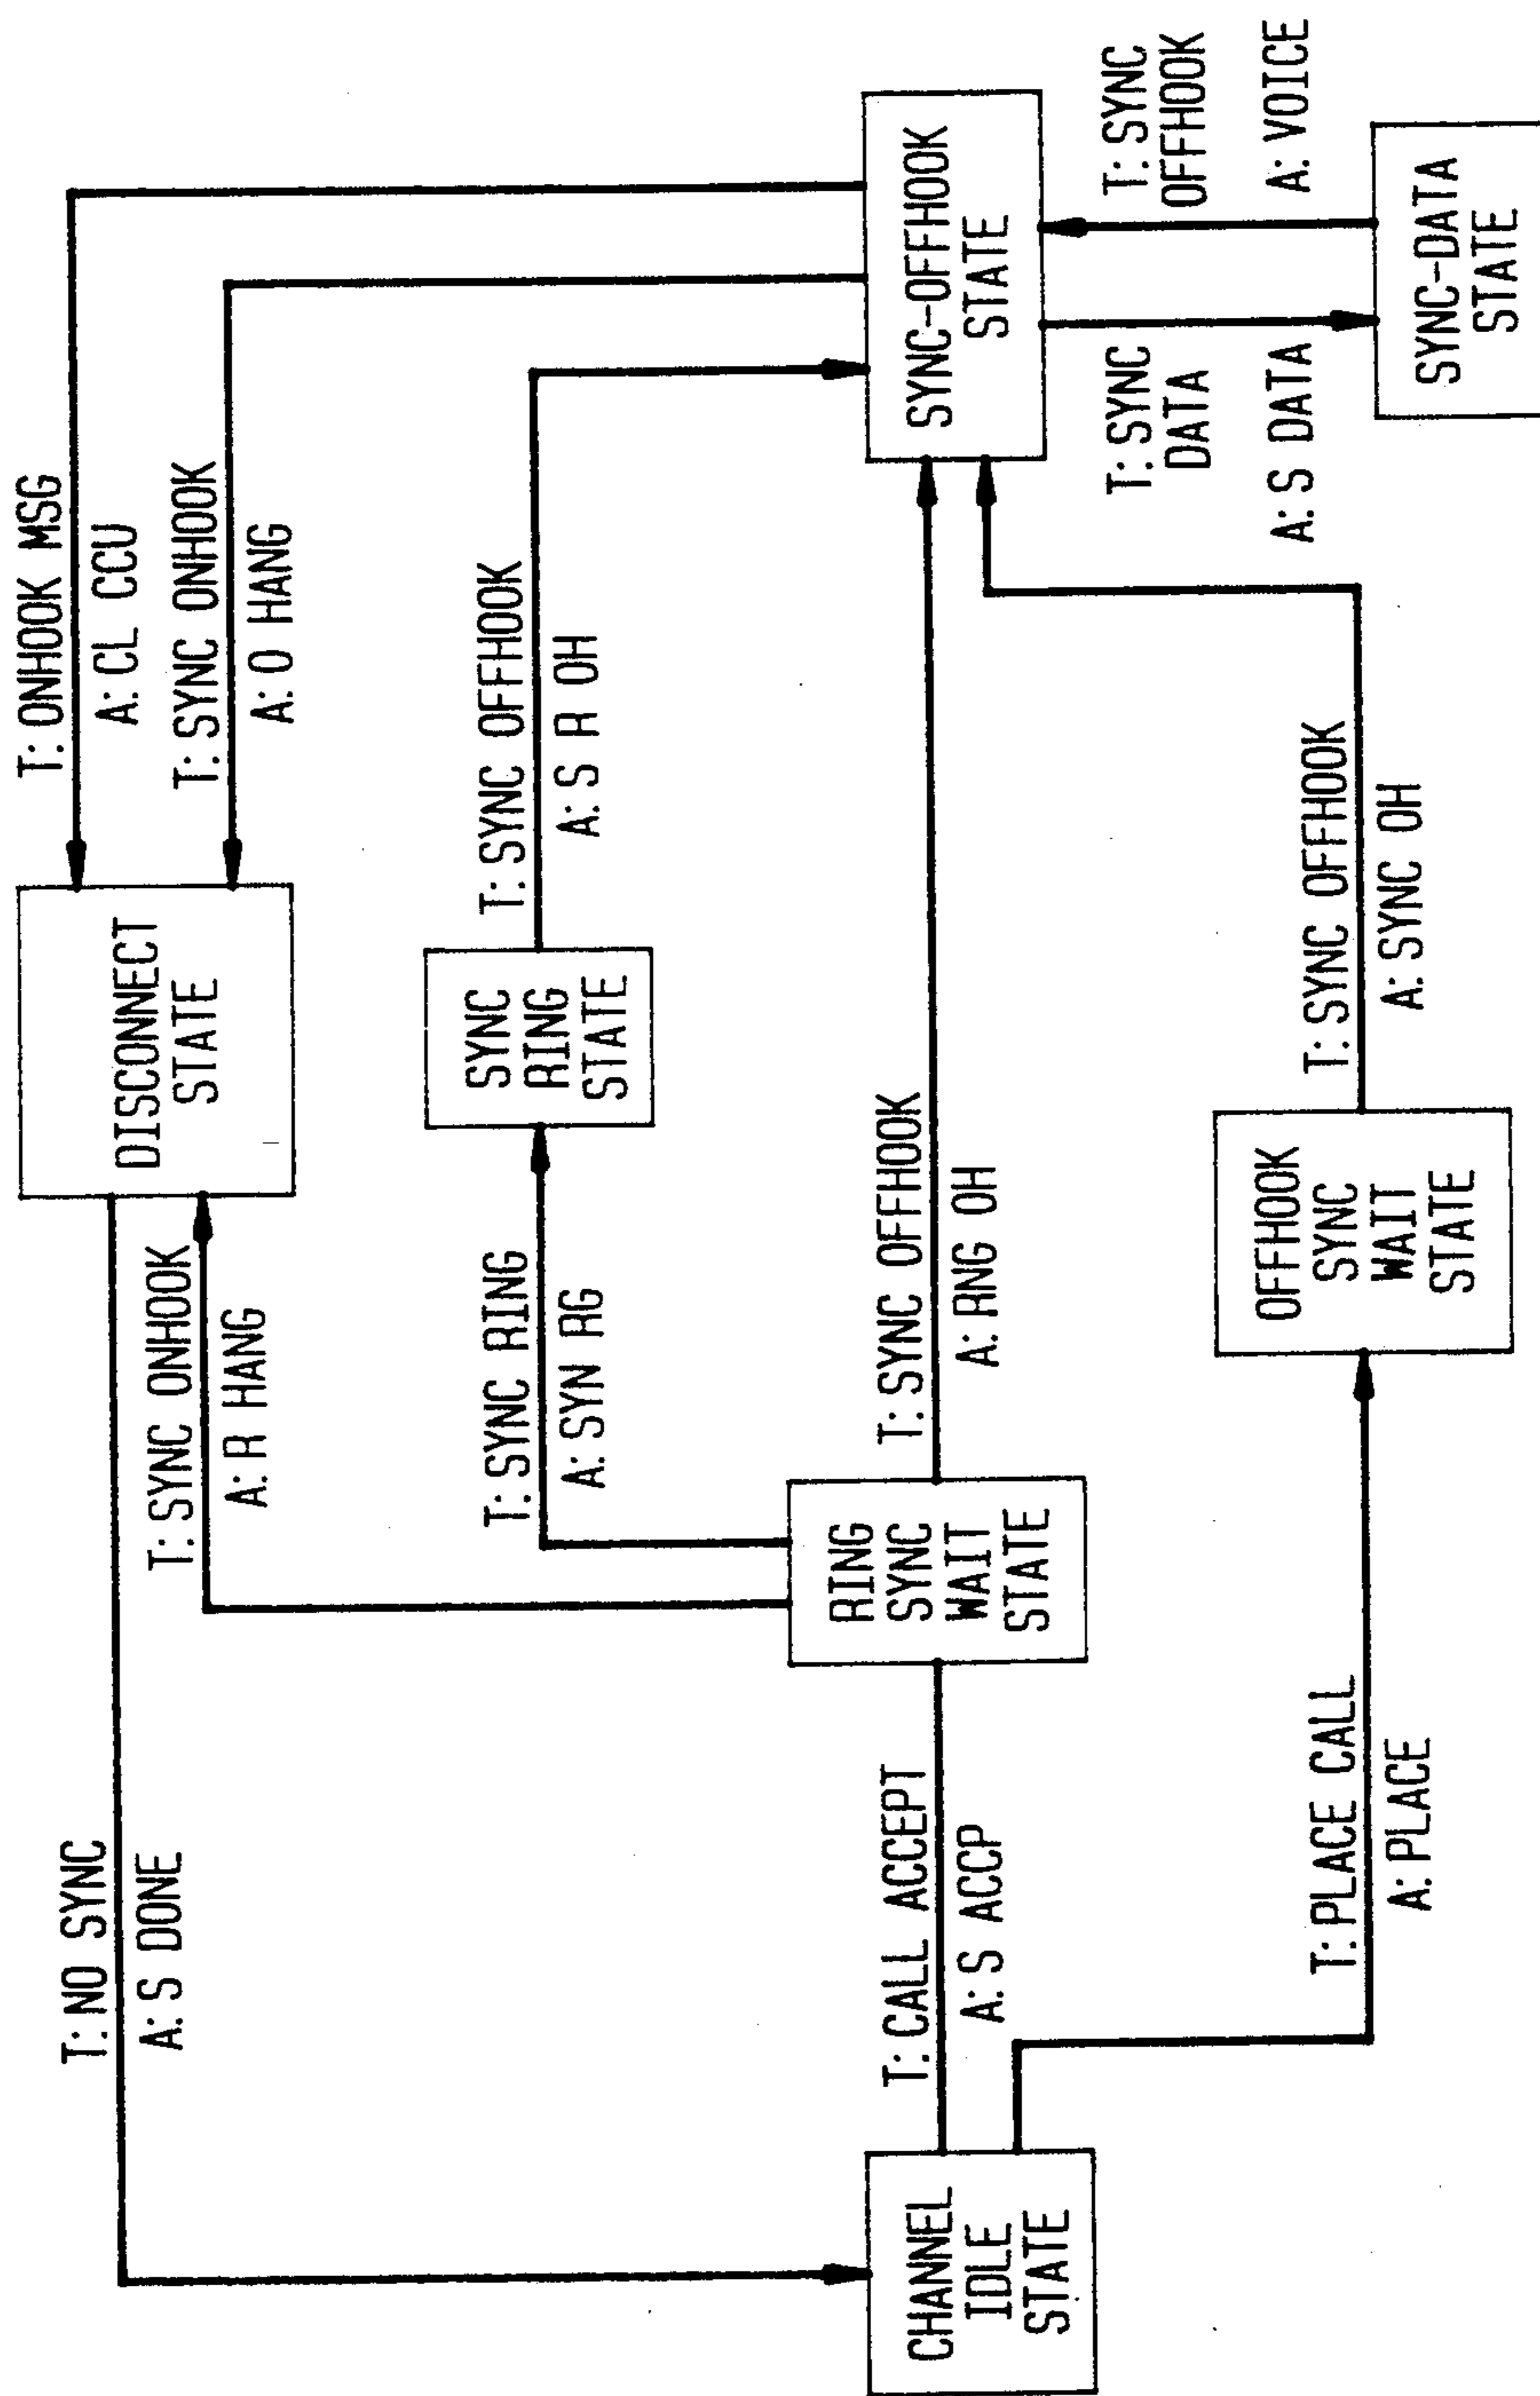 T: NO SYNC
A: S DONE
T: SYNC ONHOOK
A: R HANG
DISCONNECT
STATE
T: ONHOOK MSG
A: CL CCU
T: SYNC ONHOOK
A: O HANG
T: SYNC RING
A: SYN RG
SYNC
RING
STATE
T: SYNC OFFHOOK
A: S R OH
CHANNEL
IDLE
STATE
T: CALL ACCEPT
A: S ACCP
RING
SYNC
WAIT
STATE
T: SYNC OFFHOOK
A: RNG OH
SYNC-OFFHOOK
STATE
T: PLACE CALL
A: PLACE
OFFHOOK
SYNC
WAIT
STATE
T: SYNC OFFHOOK
A: SYNC OH
T: SYNC
DATA
A: S DATA
T: SYNC
OFFHOOK
A: VOICE
SYNC-DATA
STATE